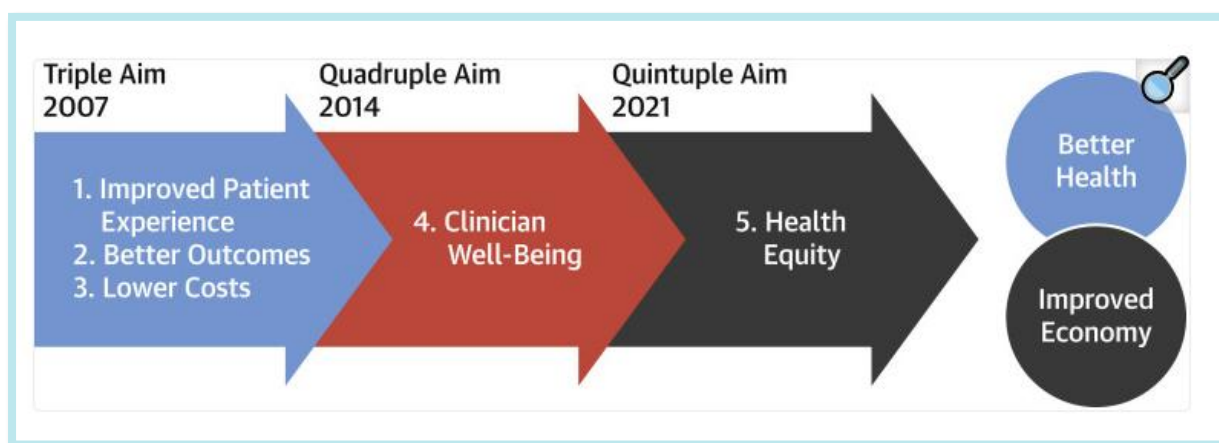 Triple Aim
2007
Quadruple Aim
2014
Quintuple Aim
2021
1. Improved Patient
Experience
2. Better Outcomes
3. Lower Costs
4. Clinician
Well-Being
5. Health
Equity
Better
Health
Improved
Economy